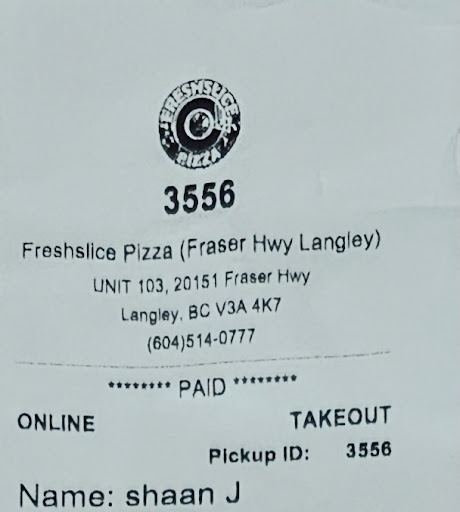 FRESHSLICE
PIZZA
3556
Freshslice Pizza (Fraser Hwy Langley)
UNIT 103, 20151 Fraser Hwy
Langley, BC V3A 4K7
(604)514-0777
******** PAID ********
ONLINE TAKEOUT
Pickup ID: 3556
Name: shaan J